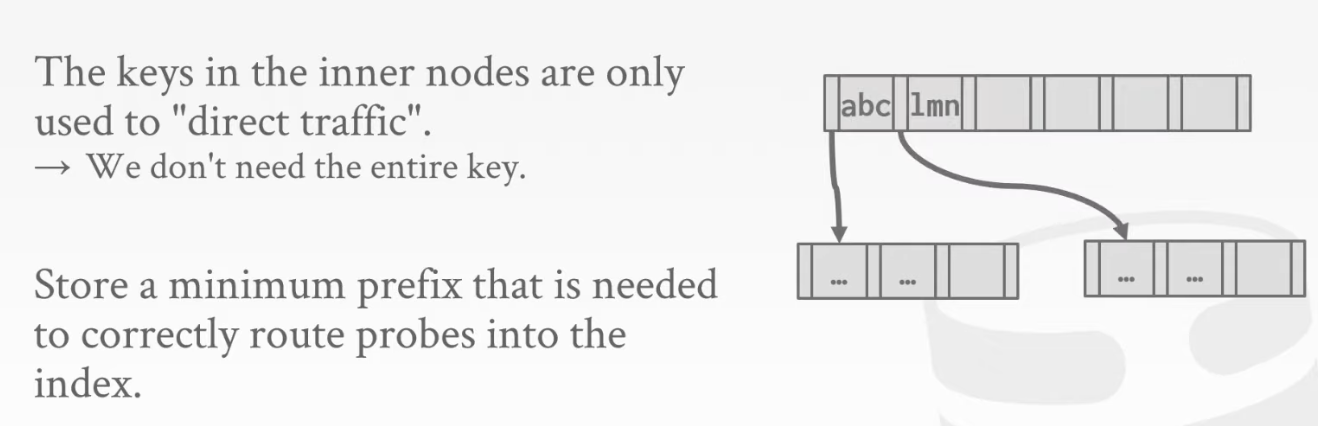 The keys in the inner nodes are only
used to "direct traffic".
→ We don't need the entire key.
Store a minimum prefix that is needed
to correctly route probes into the
index.
abc lmn
... ... ... ...